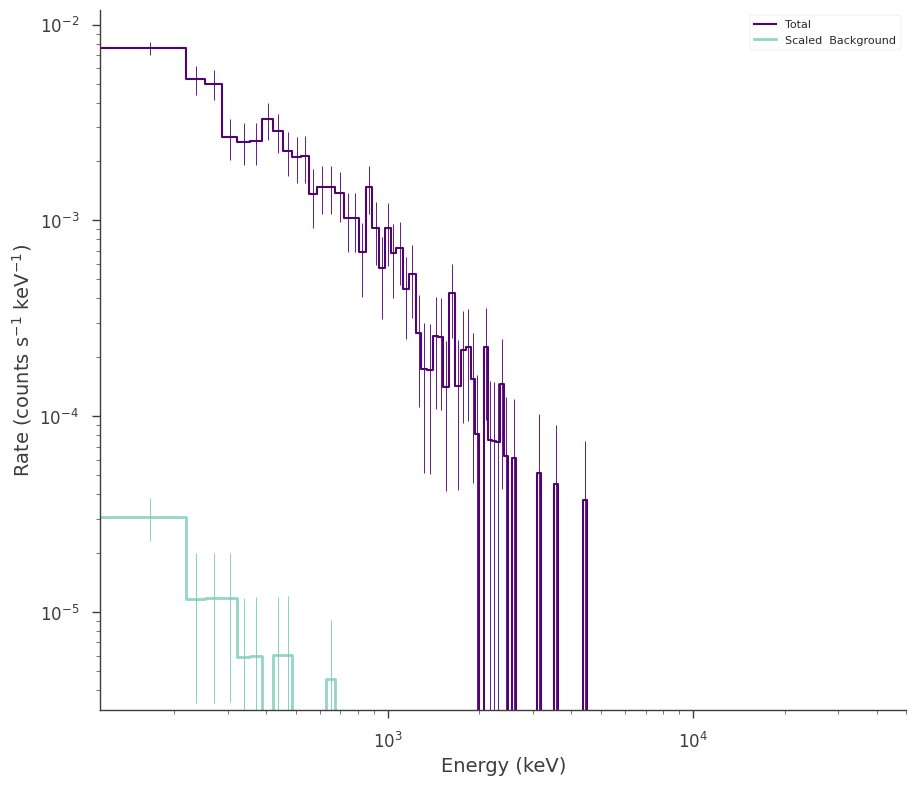 Total
Scaled  Background
10⁻²
10⁻³
10⁻⁴
10⁻⁵
Rate (counts s⁻¹ keV⁻¹)
10³
10⁴
Energy (keV)